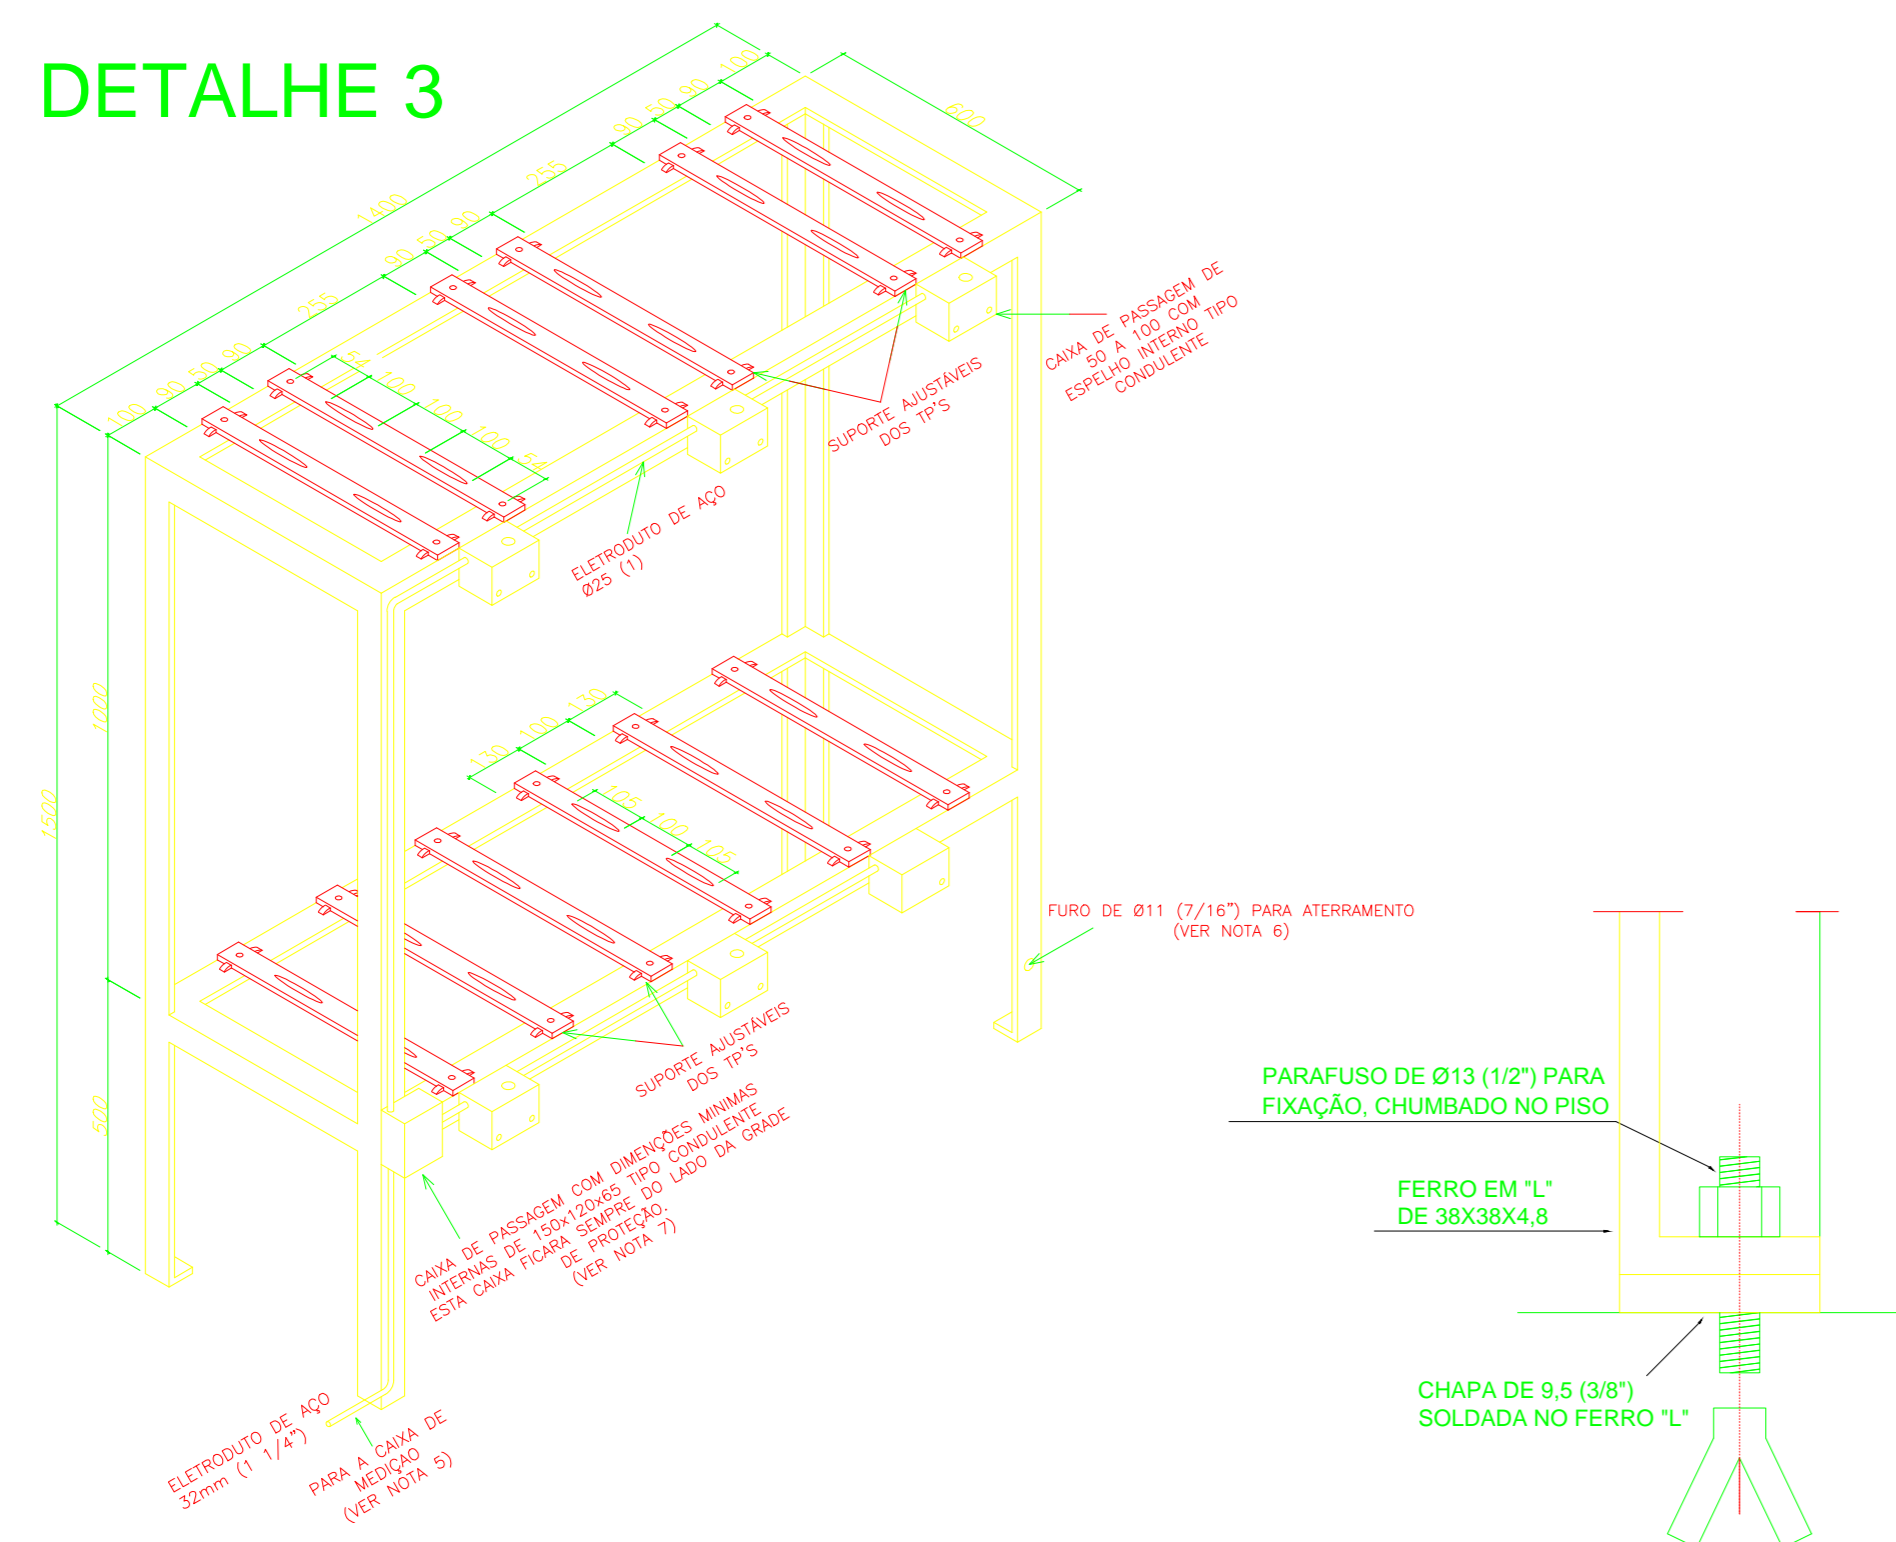 DETALHE 3
1400
100
90
50
90
255
90
50
90
255
90
50
90
100
600
54
100
100
100
54
1500
1000
500
CAIXA DE PASSAGEM DE
50 A 100 COM
ESPELHO INTERNO TIPO
CONDULENTE
SUPORTE AJUSTÁVEIS
DOS TP'S
ELETRODUTO DE AÇO
Ø25 (1)
130
100
130
105
100
105
FURO DE Ø11 (7/16") PARA ATERRAMENTO
(VER NOTA 6)
SUPORTE AJUSTÁVEIS
DOS TP'S
CAIXA DE PASSAGEM COM DIMENÇÕES MINIMAS
INTERNAS DE 150x120x65 TIPO CONDULENTE
ESTA CAIXA FICARA SEMPRE DO LADO DA GRADE
DE PROTEÇÃO.
(VER NOTA 7)
ELETRODUTO DE AÇO
32mm (1 1/4")
PARA A CAIXA DE
MEDIÇAO
(VER NOTA 5)
PARAFUSO DE Ø13 (1/2") PARA
FIXAÇÃO, CHUMBADO NO PISO
FERRO EM "L"
DE 38X38X4,8
CHAPA DE 9,5 (3/8")
SOLDADA NO FERRO "L"